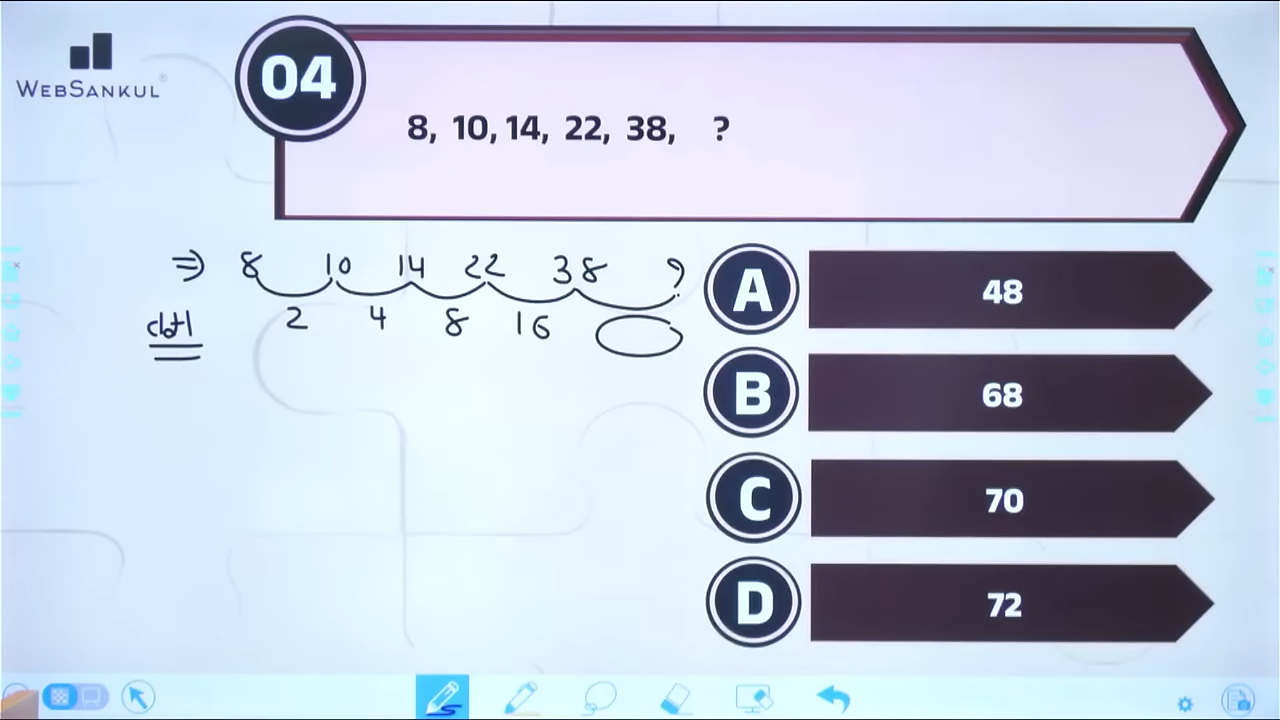 WEBSANKUL
04
8, 10, 14, 22, 38, ?
⇒ 8 10 14 22 38 ?
2 4 8 16
A 48
B 68
C 70
D 72